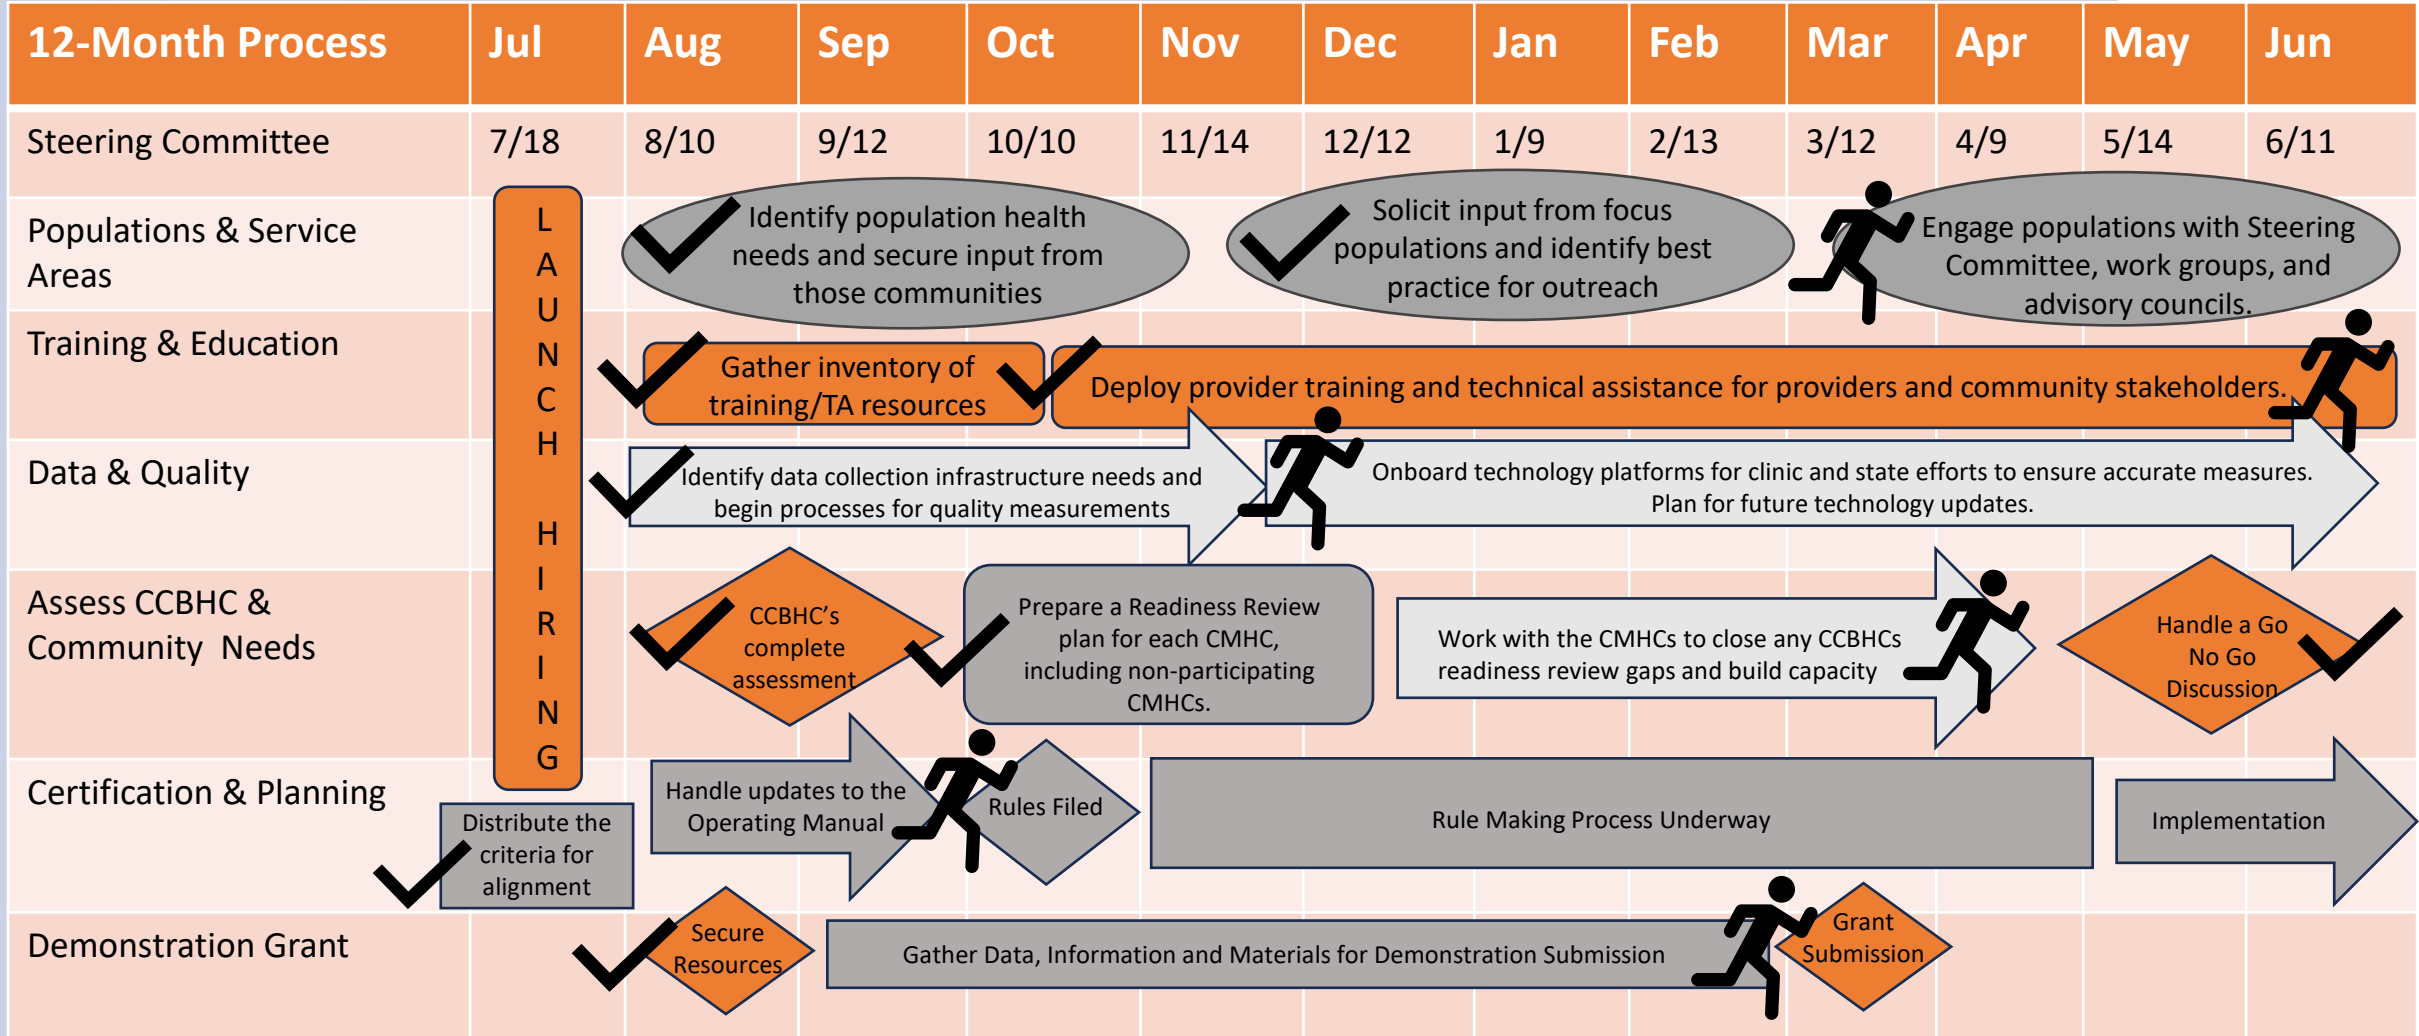 12-Month Process Jul Aug Sep Oct Nov Dec Jan Feb Mar Apr May Jun
Steering Committee 7/18 8/10 9/12 10/10 11/14 12/12 1/9 2/13 3/12 4/9 5/14 6/11
LAUNCH HIRING
Populations & Service
Areas
Identify population health
needs and secure input from
those communities
Solicit input from focus
populations and identify best
practice for outreach
Engage populations with Steering
Committee, work groups, and
advisory councils.
Training & Education
Gather inventory of
training/TA resources
Deploy provider training and technical assistance for providers and community stakeholders.
Data & Quality
Identify data collection infrastructure needs and
begin processes for quality measurements
Onboard technology platforms for clinic and state efforts to ensure accurate measures.
Plan for future technology updates.
Assess CCBHC &
Community Needs
CCBHC's
complete
assessment
Prepare a Readiness Review
plan for each CMHC,
including non-participating
CMHCs.
Work with the CMHCs to close any CCBHCs
readiness review gaps and build capacity
Handle a Go
No Go
Discussion
Certification & Planning
Distribute the
criteria for
alignment
Handle updates to the
Operating Manual
Rules Filed
Rule Making Process Underway
Implementation
Demonstration Grant
Secure
Resources
Gather Data, Information and Materials for Demonstration Submission
Grant
Submission